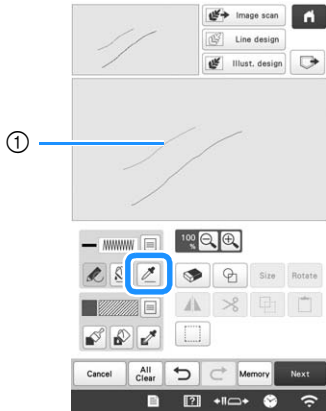 Image scan
Line design
Illust. design
①
100 %
Size
Rotate
Cancel
All Clear
Memory
Next